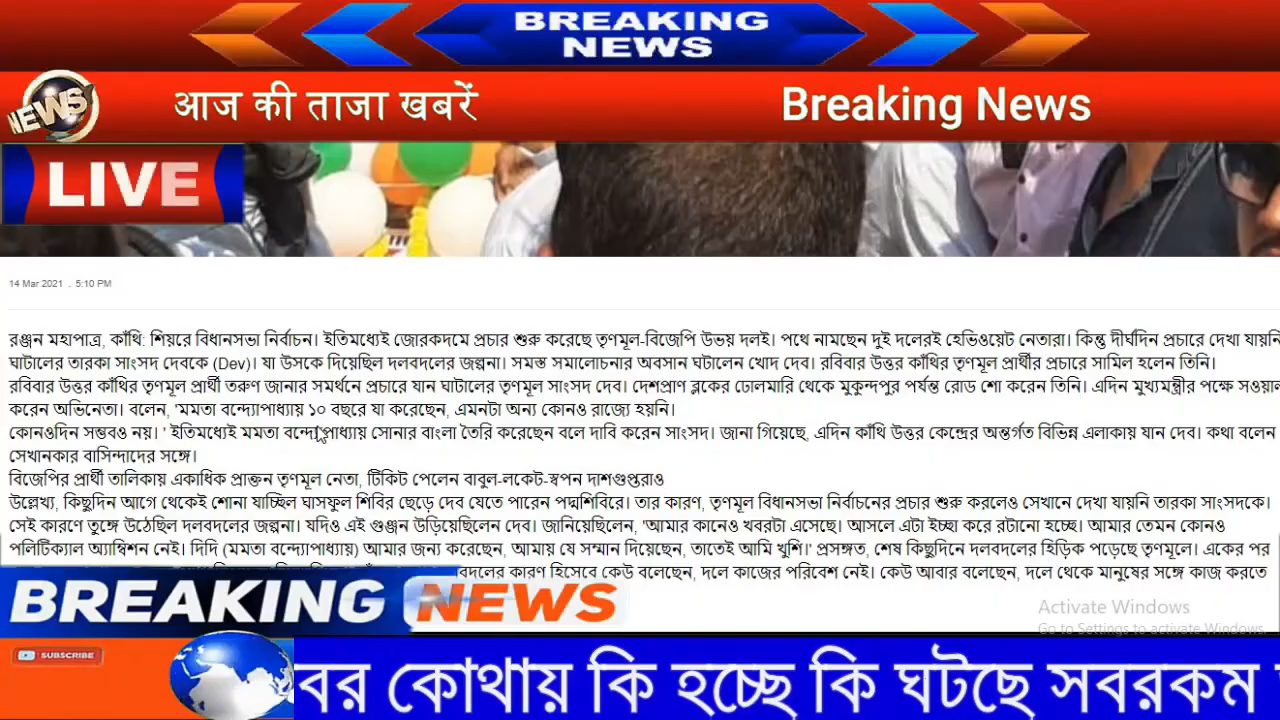 BREAKING
NEWS
NEWS
आज की ताजा खबरें
Breaking News
LIVE
14 Mar 2021 . 5:10 PM
রঞ্জন মহাপাত্র, কাঁথি: শিয়রে বিধানসভা নির্বাচন। ইতিমধ্যেই জোরকদমে প্রচার শুরু করেছে তৃণমূল-বিজেপি উভয় দলই। পথে নামছেন দুই দলেরই হেভিওয়েট নেতারা। কিন্তু দীর্ঘদিন প্রচারে দেখা যায়নি
ঘাটালের তারকা সাংসদ দেবকে (Dev)। যা উসকে দিয়েছিল দলবদলের জল্পনা। সমস্ত সমালোচনার অবসান ঘটালেন খোদ দেব। রবিবার উত্তর কাঁথির তৃণমূল প্রার্থীর প্রচারে সামিল হলেন তিনি।
রবিবার উত্তর কাঁথির তৃণমূল প্রার্থী তরুণ জানার সমর্থনে প্রচারে যান ঘাটালের তৃণমূল সাংসদ দেব। দেশপ্রাণ ব্লকের ঢোলমারি থেকে মুকুন্দপুর পর্যন্ত রোড শো করেন তিনি। এদিন মুখ্যমন্ত্রীর পক্ষে সওয়াল
করেন অভিনেতা। বলেন, 'মমতা বন্দ্যোপাধ্যায় ১০ বছরে যা করেছেন, এমনটা অন্য কোনও রাজ্যে হয়নি।
কোনওদিন সম্ভবও নয়। ' ইতিমধ্যেই মমতা বন্দ্যোপাধ্যায় সোনার বাংলা তৈরি করেছেন বলে দাবি করেন সাংসদ। জানা গিয়েছে, এদিন কাঁথি উত্তর কেন্দ্রের অন্তর্গত বিভিন্ন এলাকায় যান দেব। কথা বলেন
সেখানকার বাসিন্দাদের সঙ্গে।
বিজেপির প্রার্থী তালিকায় একাধিক প্রাক্তন তৃণমূল নেতা, টিকিট পেলেন বাবুল-লকেট-স্বপন দাশগুপ্তরাও
উল্লেখ্য, কিছুদিন আগে থেকেই শোনা যাচ্ছিল ঘাসফুল শিবির ছেড়ে দেব যেতে পারেন পদ্মশিবিরে। তার কারণ, তৃণমূল বিধানসভা নির্বাচনের প্রচার শুরু করলেও সেখানে দেখা যায়নি তারকা সাংসদকে।
সেই কারণে তুঙ্গে উঠেছিল দলবদলের জল্পনা। যদিও এই গুঞ্জন উড়িয়েছিলেন দেব। জানিয়েছিলেন, 'আমার কানেও খবরটা এসেছে। আসলে এটা ইচ্ছা করে রটানো হচ্ছে। আমার তেমন কোনও
পলিটিক্যাল অ্যাম্বিশন নেই। দিদি (মমতা বন্দ্যোপাধ্যায়) আমার জন্য করেছেন, আমায় যে সম্মান দিয়েছেন, তাতেই আমি খুশি।' প্রসঙ্গত, শেষ কিছুদিনে দলবদলের হিড়িক পড়েছে তৃণমূলে। একের পর
বদলের কারণ হিসেবে কেউ বলেছেন, দলে কাজের পরিবেশ নেই। কেউ আবার বলেছেন, দলে থেকে মানুষের সঙ্গে কাজ করতে
BREAKING NEWS
Activate Windows
Go to Settings to activate Windows.
SUBSCRIBE
বর কোথায় কি হচ্ছে কি ঘটছে সবরকম